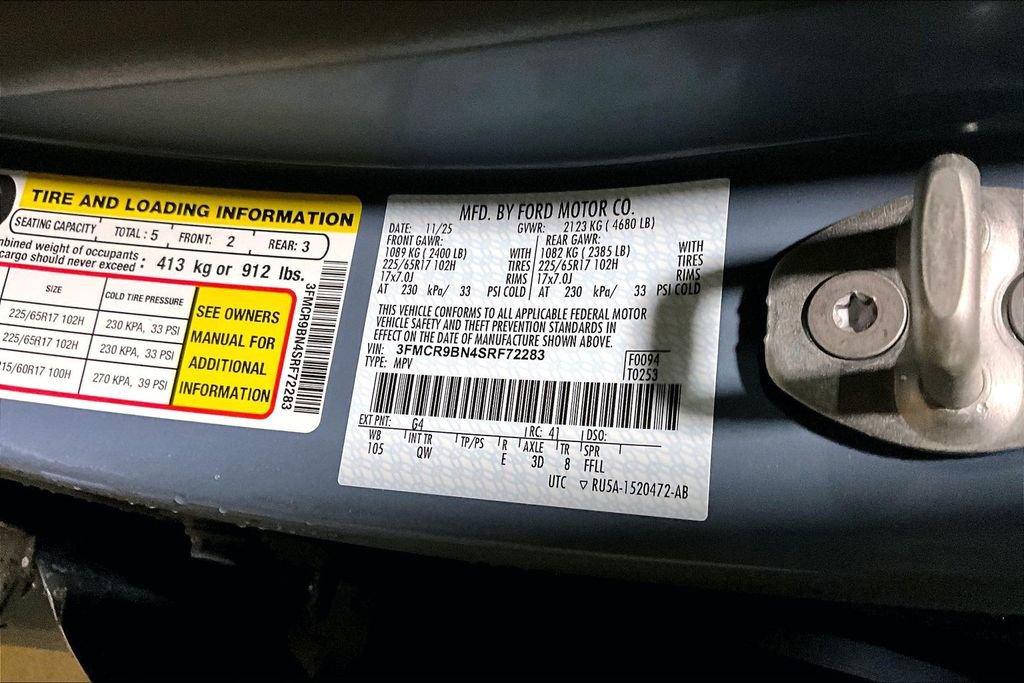 TIRE AND LOADING INFORMATION
SEATING CAPACITY TOTAL: 5 FRONT: 2 REAR: 3
weight of occupants
cargo should never exceed : 413 kg or 912 lbs.
SIZE COLD TIRE PRESSURE
225/65R17 102H 230 KPA, 33 PSI
225/65R17 102H 230 KPA, 33 PSI
15/60R17 100H 270 KPA, 39 PSI
SEE OWNERS
MANUAL FOR
ADDITIONAL
INFORMATION
3FMCR9BN4SRF72283
MFD. BY FORD MOTOR CO.
DATE: 11/25 GVWR: 2123 KG ( 4680 LB)
FRONT GAWR: REAR GAWR:
1089 KG ( 2400 LB) WITH 1082 KG ( 2385 LB) WITH
225/65R17 102H TIRES 225/65R17 102H TIRES
17x7.0J RIMS 17x7.0J RIMS
AT 230 kPa/ 33 PSI COLD AT 230 kPa/ 33 PSI COLD
THIS VEHICLE CONFORMS TO ALL APPLICABLE FEDERAL MOTOR
VEHICLE SAFETY AND THEFT PREVENTION STANDARDS IN
EFFECT ON THE DATE OF MANUFACTURE SHOWN ABOVE.
VIN: 3FMCR9BN4SRF72283 F0094
TYPE: MPV T0253
EXT PNT: G4 RC: 41 DSO:
WB INT TR TP/PS R AXLE TR SPR
105 QW E 3D 8 FFLL
UTC ▽ RU5A-1520472-AB